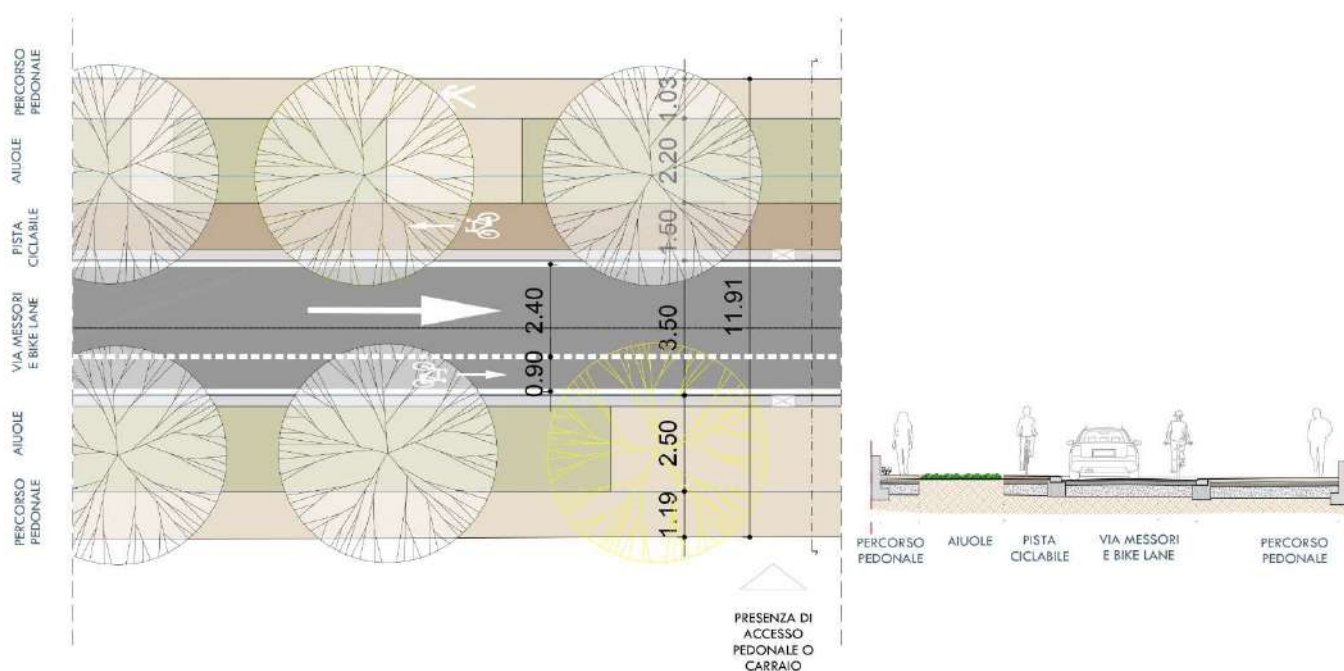 PERCORSO
PEDONALE
AIUOLE
PISTA
CICLABILE
VIA MESSORI
E BIKE LANE
AIUOLE
PERCORSO
PEDONALE
1.03
2.20
1.50
2.40
3.50
11.91
0.90
2.50
1.19
PRESENZA DI
ACCESSO
PEDONALE O
CARRAIO
PERCORSO
PEDONALE
AIUOLE
PISTA
CICLABILE
VIA MESSORI
E BIKE LANE
PERCORSO
PEDONALE